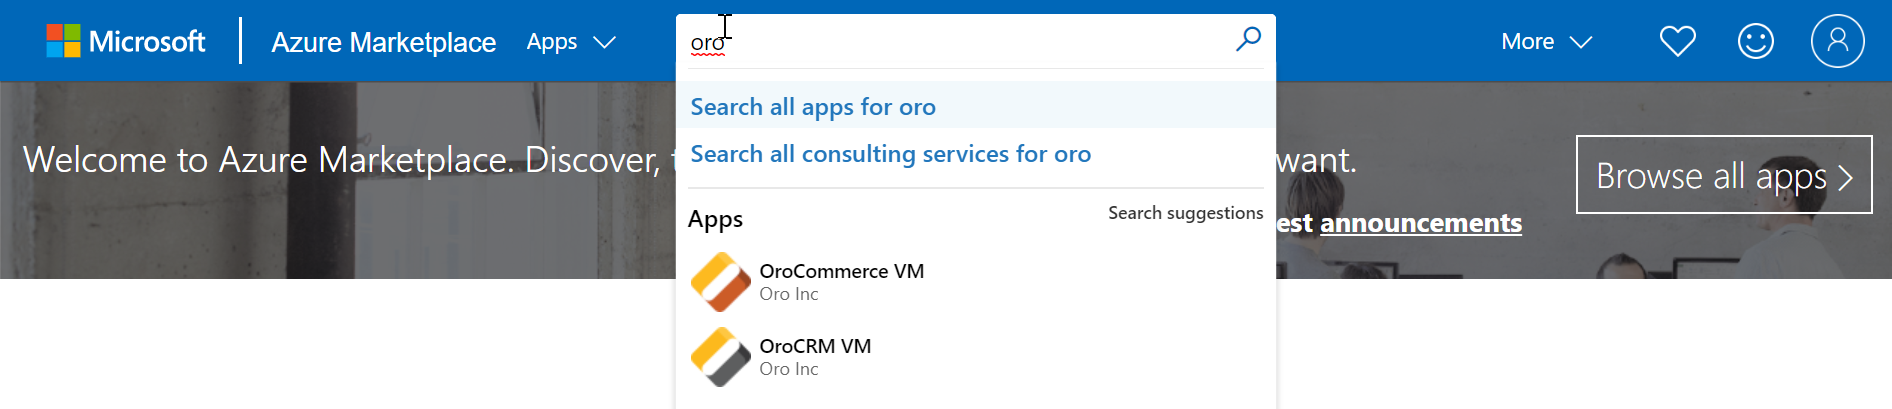 Microsoft Azure Marketplace Apps oro More
Search all apps for oro
Search all consulting services for oro
Welcome to Azure Marketplace. Discover, want.
Browse all apps
est announcements
Apps Search suggestions
OroCommerce VM
Oro Inc
OroCRM VM
Oro Inc